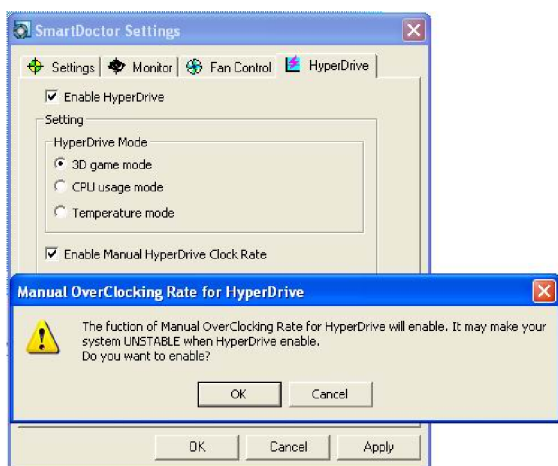 SmartDoctor Settings
Settings Monitor Fan Control HyperDrive
Enable HyperDrive
Setting
HyperDrive Mode
3D game mode
CPU usage mode
Temperature mode
Enable Manual HyperDrive Clock Rate
Manual OverClocking Rate for HyperDrive
The fuction of Manual OverClocking Rate for HyperDrive will enable. It may make your
system UNSTABLE when HyperDrive enable.
Do you want to enable?
OK Cancel
OK Cancel Apply